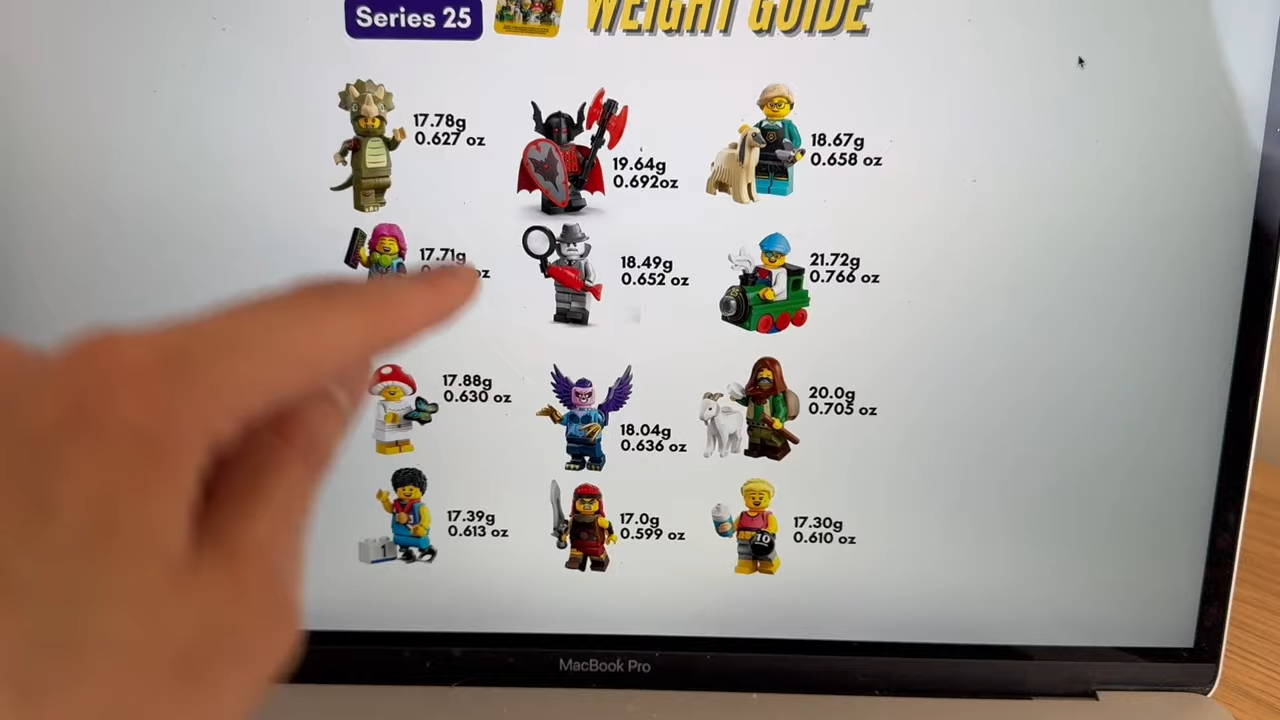 Series 25
WEIGHT GUIDE
17.78g
0.627 oz
19.64g
0.692oz
18.67g
0.658 oz
17.71g
oz
18.49g
0.652 oz
21.72g
0.766 oz
17.88g
0.630 oz
18.04g
0.636 oz
20.0g
0.705 oz
17.39g
0.613 oz
1
17.0g
0.599 oz
10
17.30g
0.610 oz
MacBook Pro